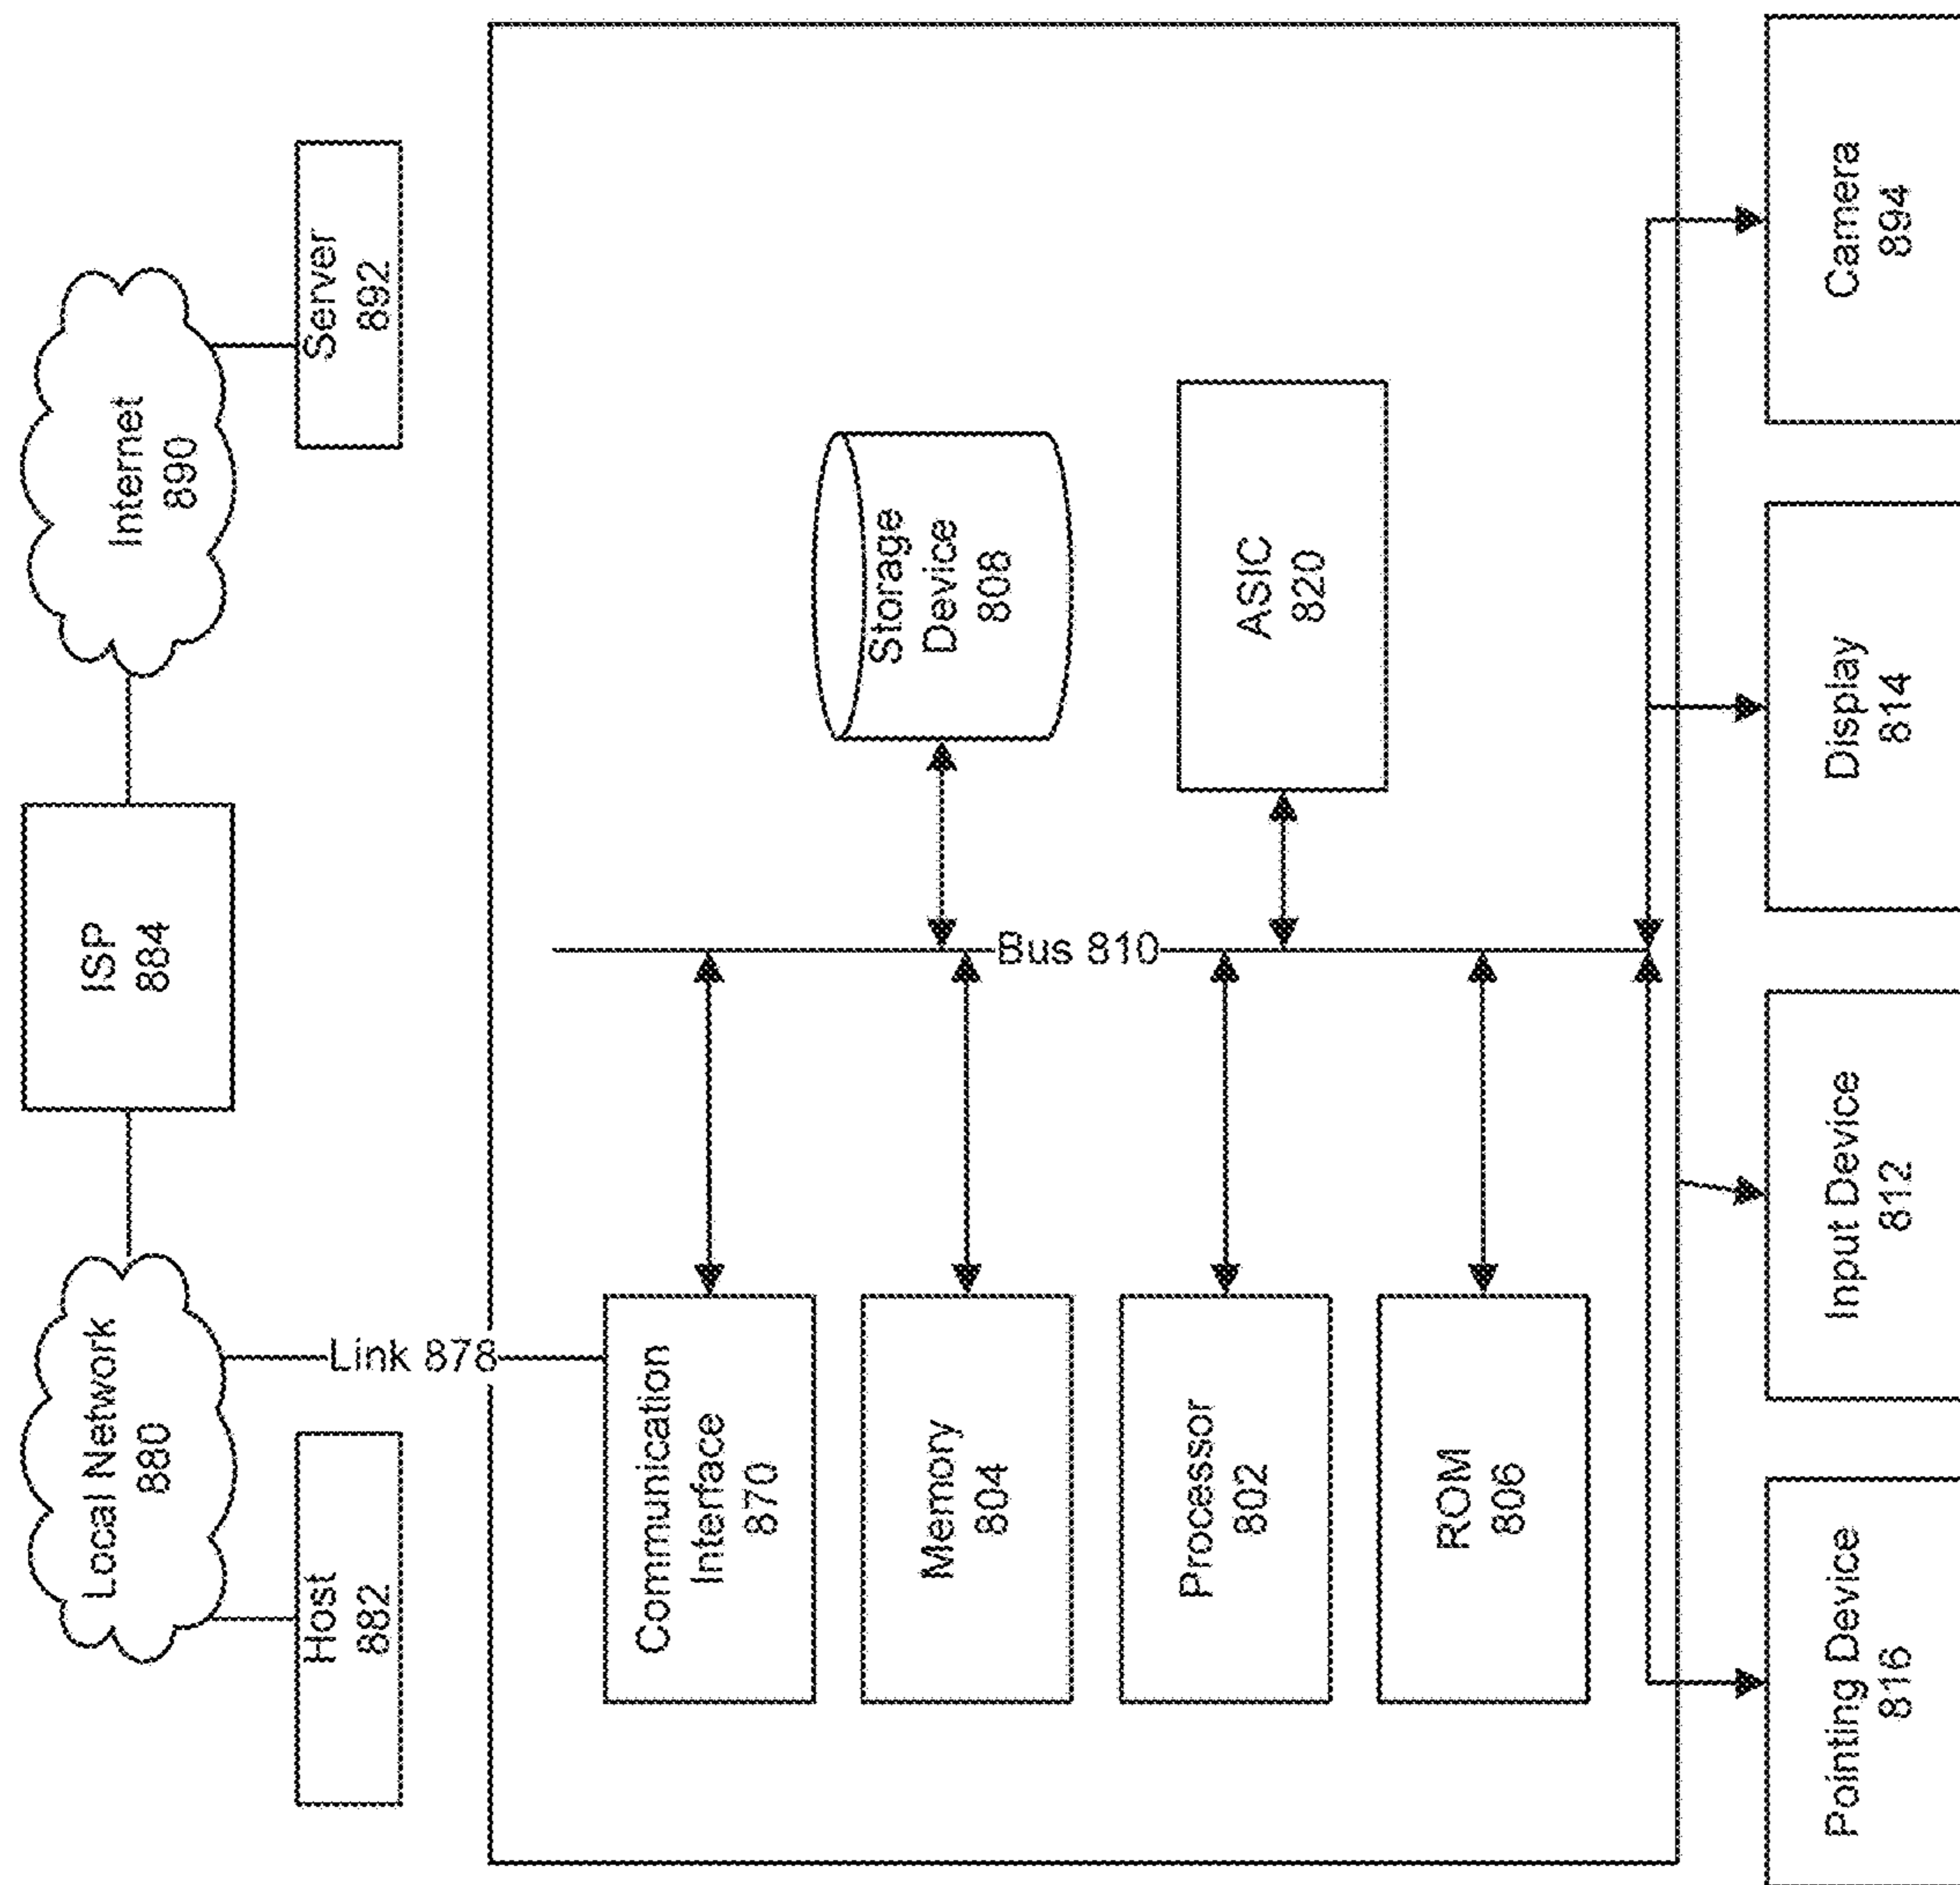 Local Network
880
ISP
884
Internet
890
Host
882
Server
892
Link 878
Communication
Interface
870
Memory
804
Processor
802
ROM
806
Bus 810
Storage
Device
808
ASIC
820
Pointing Device
816
Input Device
812
Display
814
Camera
894